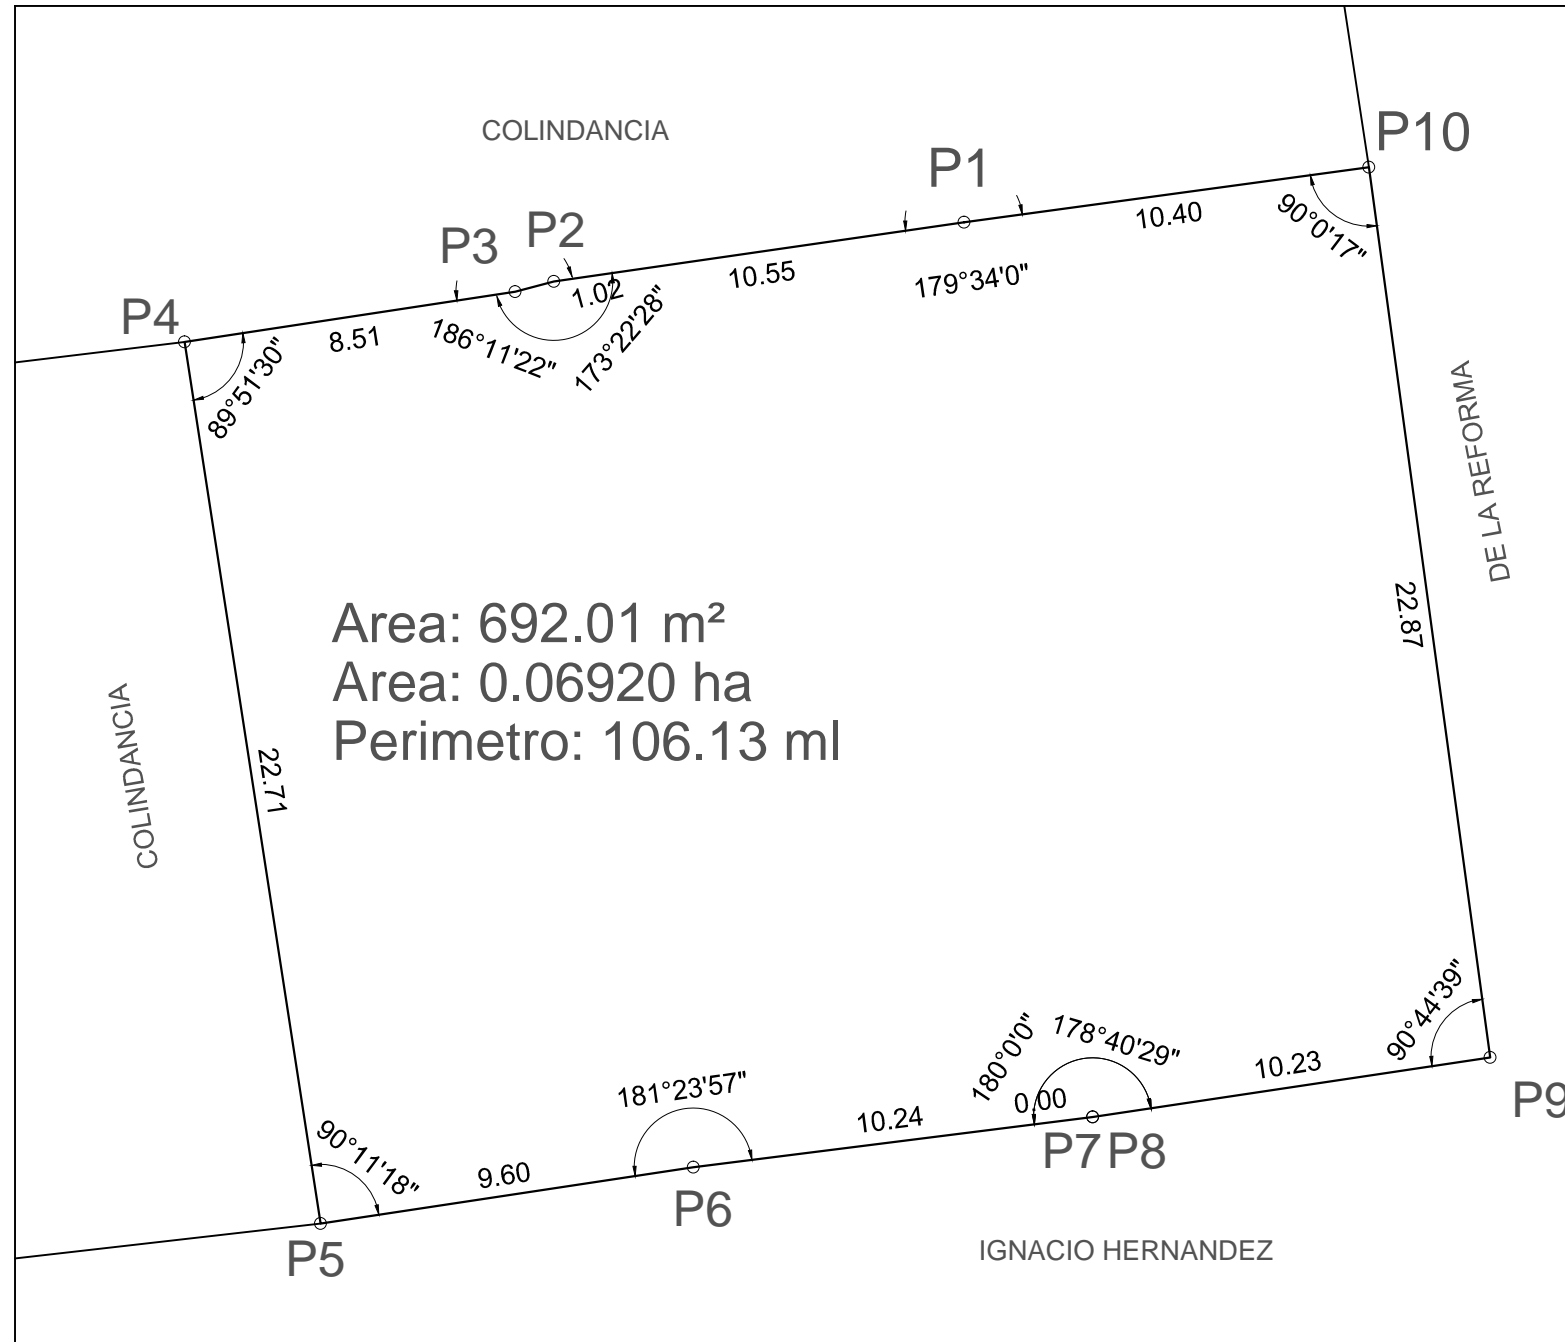 COLINDANCIA
P10
P1
P2
P3
P4
10.40
90°0'17"
10.55
179°34'0"
1.02
8.51
186°11'22"
173°22'28"
89°51'30"
DE LA REFORMA
22.87
Area: 692.01 m²
Area: 0.06920 ha
Perimetro: 106.13 ml
COLINDANCIA
22.71
90°44'39"
180°0'0"
178°40'29"
10.23
181°23'57"
0.00
10.24
P9
90°11'18"
9.60
P7
P8
P6
P5
IGNACIO HERNANDEZ